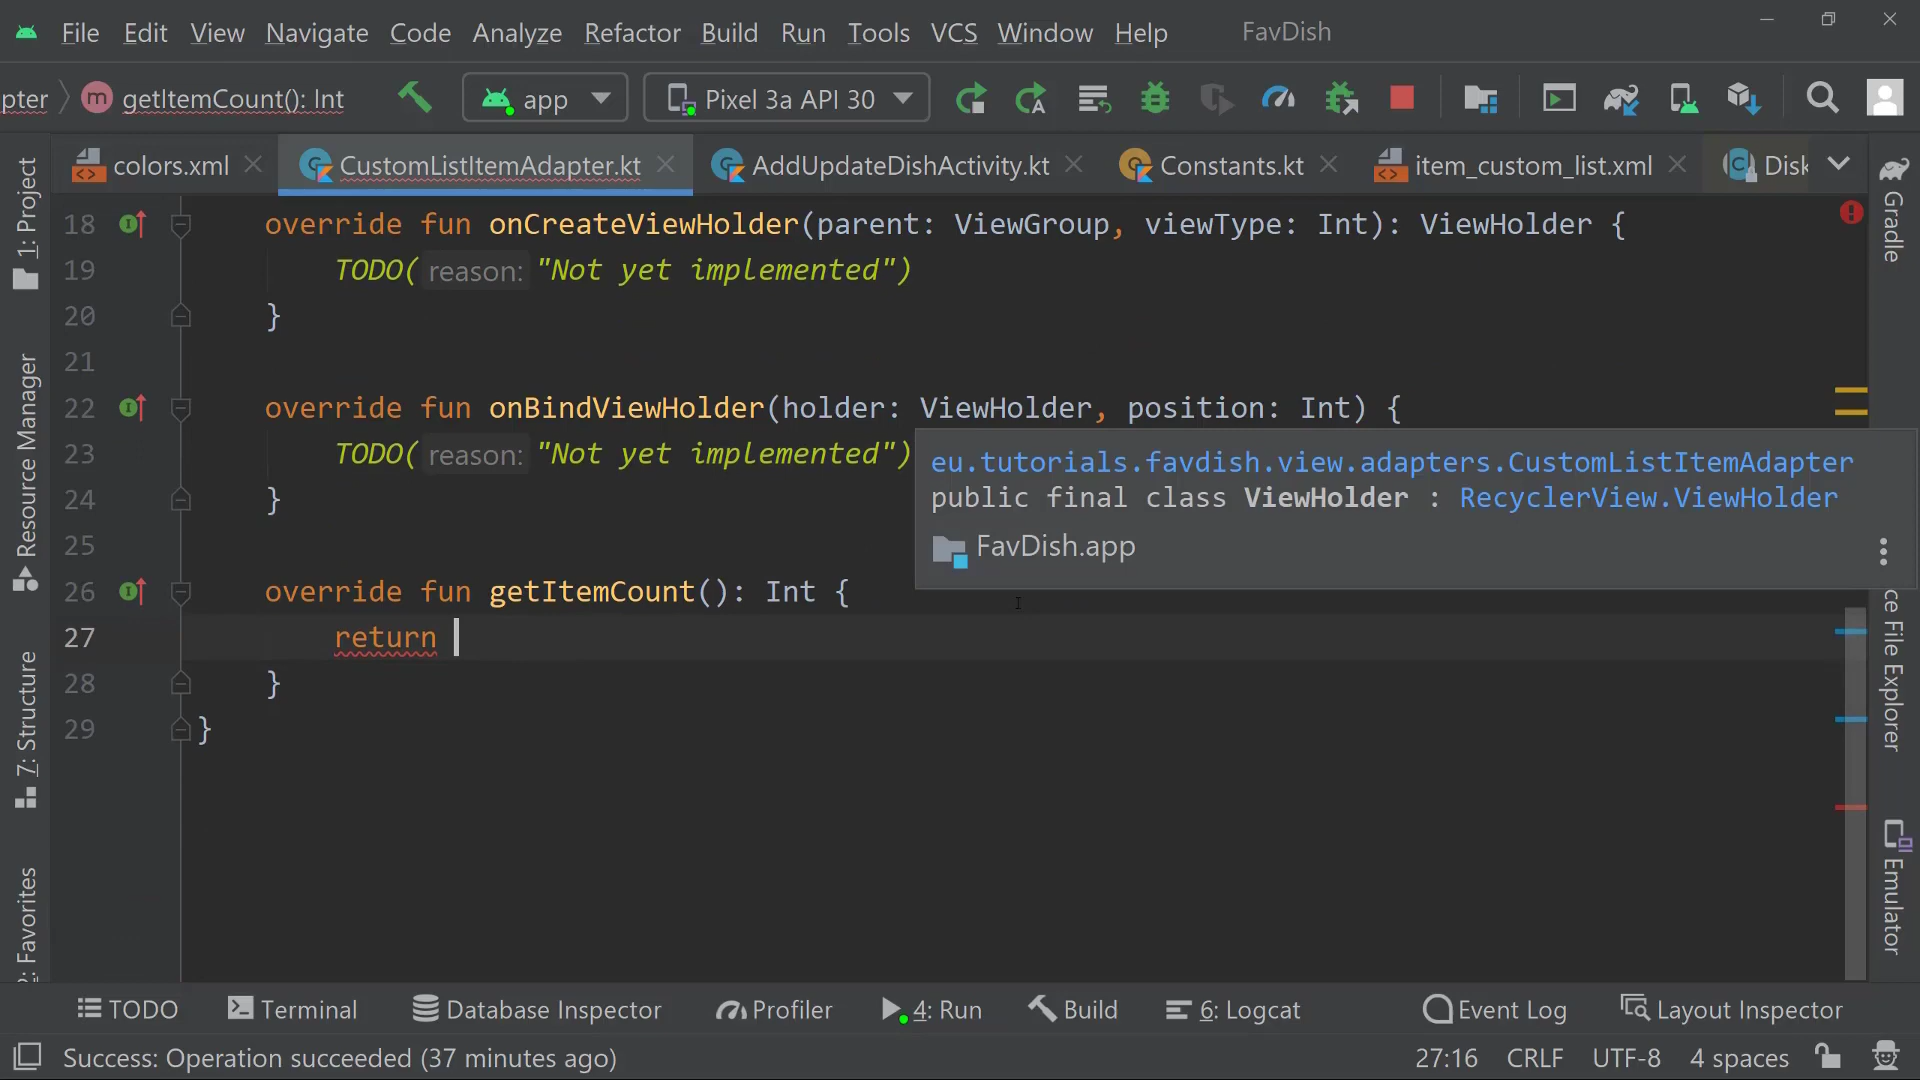 File Edit View Navigate Code Analyze Refactor Build Run Tools VCS Window Help FavDish
pter getItemCount(): Int app Pixel 3a API 30
colors.xml CustomListItemAdapter.kt AddUpdateDishActivity.kt Constants.kt item_custom_list.xml Disk
18 override fun onCreateViewHolder(parent: ViewGroup, viewType: Int): ViewHolder {
19 TODO( reason: "Not yet implemented")
20 }
21
22 override fun onBindViewHolder(holder: ViewHolder, position: Int) {
23 TODO( reason: "Not yet implemented")
24 }
25
26 override fun getItemCount(): Int {
27 return
28 }
29 }
eu.tutorials.favdish.view.adapters.CustomListItemAdapter
public final class ViewHolder : RecyclerView.ViewHolder
FavDish.app
1: Project
Resource Manager
7: Structure
2: Favorites
Gradle
ce File Explorer
Emulator
TODO Terminal Database Inspector Profiler 4: Run Build 6: Logcat Event Log Layout Inspector
Success: Operation succeeded (37 minutes ago) 27:16 CRLF UTF-8 4 spaces